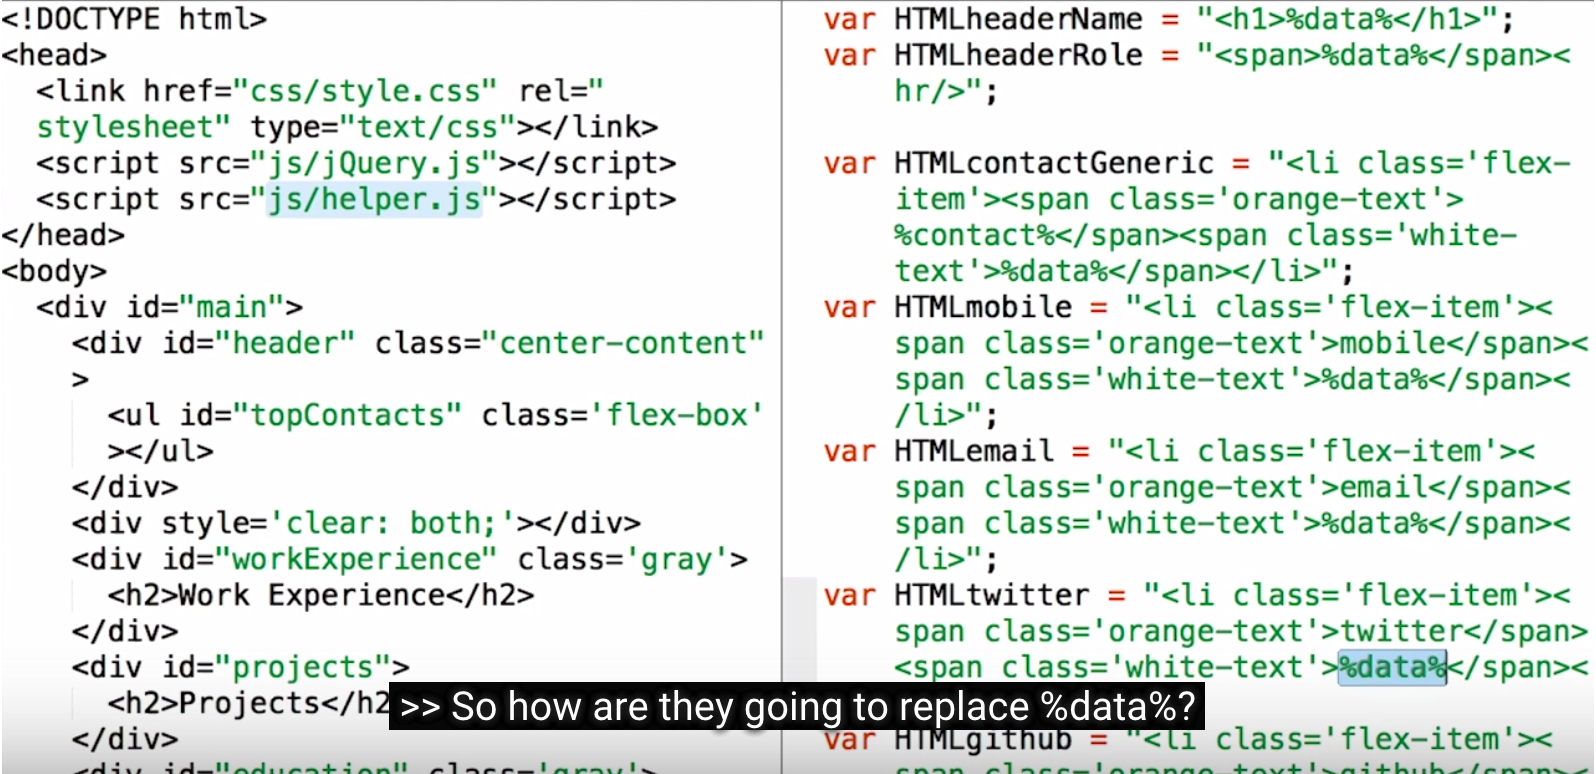 <!DOCTYPE html>
<head>
<link href="css/style.css" rel="
stylesheet" type="text/css"></link>
<script src="js/jQuery.js"></script>
<script src="js/helper.js"></script>
</head>
<body>
<div id="main">
<div id="header" class="center-content"
>
<ul id="topContacts" class='flex-box'
></ul>
</div>
<div style='clear: both;'></div>
<div id="workExperience" class='gray'>
<h2>Work Experience</h2>
</div>
<div id="projects">
<h2>Projects</h2
</div>
<div id="education" class='gray'>
var HTMLheaderName = "<h1>%data%</h1>";
var HTMLheaderRole = "<span>%data%</span><
hr/>";
var HTMLcontactGeneric = "<li class='flex-
item'><span class='orange-text'>
%contact%</span><span class='white-
text'>%data%</span></li>";
var HTMLmobile = "<li class='flex-item'><
span class='orange-text'>mobile</span><
span class='white-text'>%data%</span><
/li>";
var HTMLemail = "<li class='flex-item'><
span class='orange-text'>email</span><
span class='white-text'>%data%</span><
/li>";
var HTMLtwitter = "<li class='flex-item'><
span class='orange-text'>twitter</span>
<span class='white-text'>%data%</span><
var HTMLgithub = "<li class='flex-item'><
span class='orange-text'>github</span><
>> So how are they going to replace %data%?